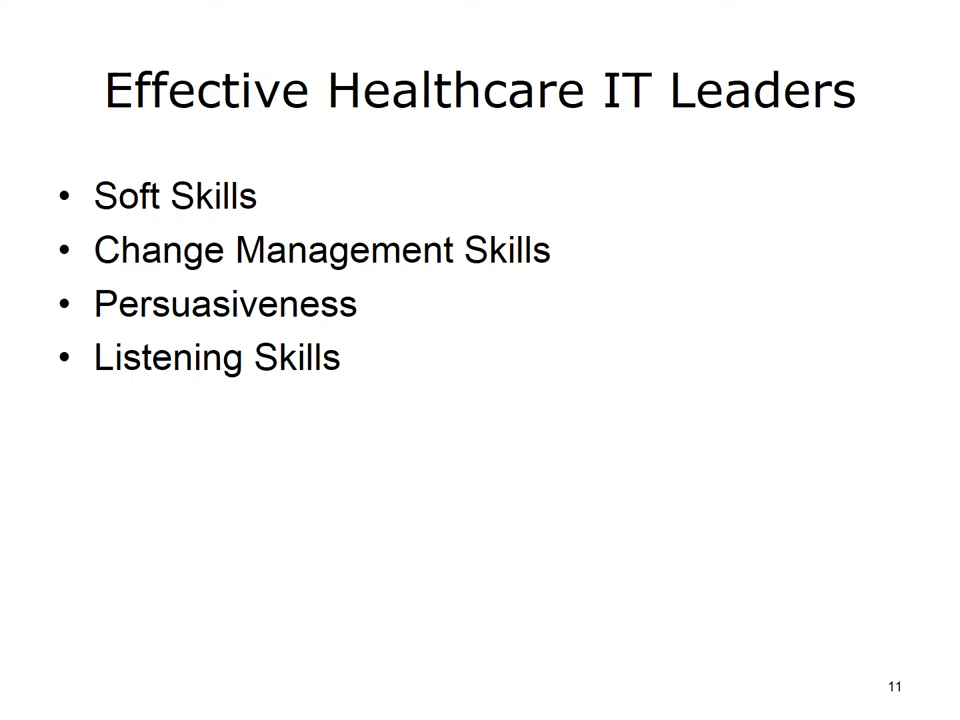 Effective Healthcare IT Leaders
• Soft Skills
• Change Management Skills
• Persuasiveness
• Listening Skills
11